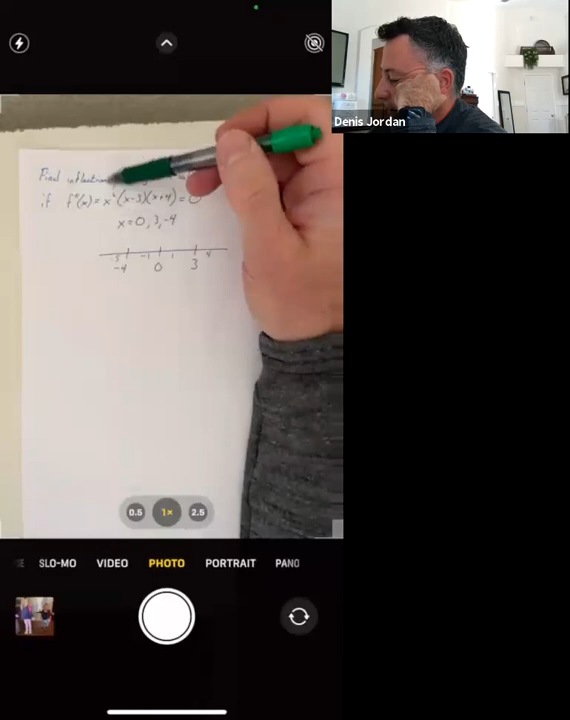 Denis Jordan
Find inflection
if f"(x) = x²(x-3)(x+4) = 0
x = 0, 3, -4
-5 -1 1 4
-4 0 3
0.5 1× 2.5
SLO-MO VIDEO PHOTO PORTRAIT PANO